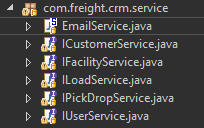 com.freight.crm.service
EmailService.java
ICustomerService.java
IFacilityService.java
ILoadService.java
IPickDropService.java
IUserService.java